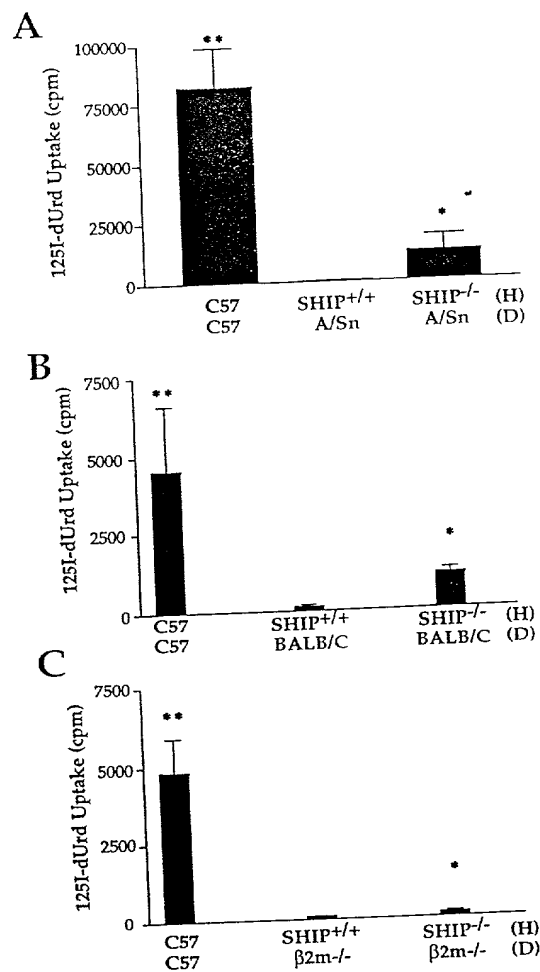 A
125I-dUrd Uptake (cpm)
100000
75000
50000
25000
0
**
*
C57 SHIP+/+ SHIP-/- (H)
C57 A/Sn A/Sn (D)
B
125I-dUrd Uptake (cpm)
7500
5000
2500
0
**
*
C57 SHIP+/+ SHIP-/- (H)
C57 BALB/C BALB/C (D)
C
125I-dUrd Uptake (cpm)
7500
5000
2500
0
**
*
C57 SHIP+/+ SHIP-/- (H)
C57 β2m-/- β2m-/- (D)